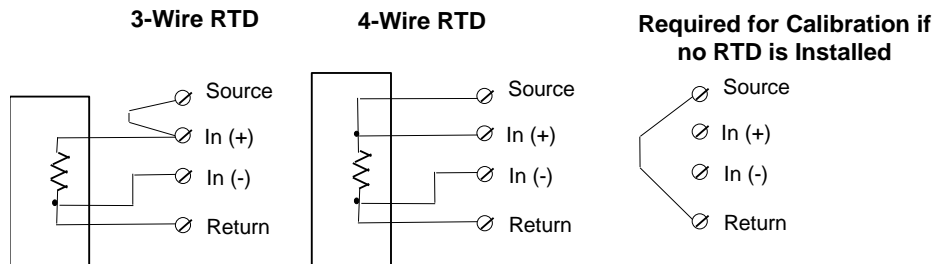 3-Wire RTD
Source
In (+)
In (-)
Return
4-Wire RTD
Source
In (+)
In (-)
Return
Required for Calibration if
no RTD is Installed
Source
In (+)
In (-)
Return